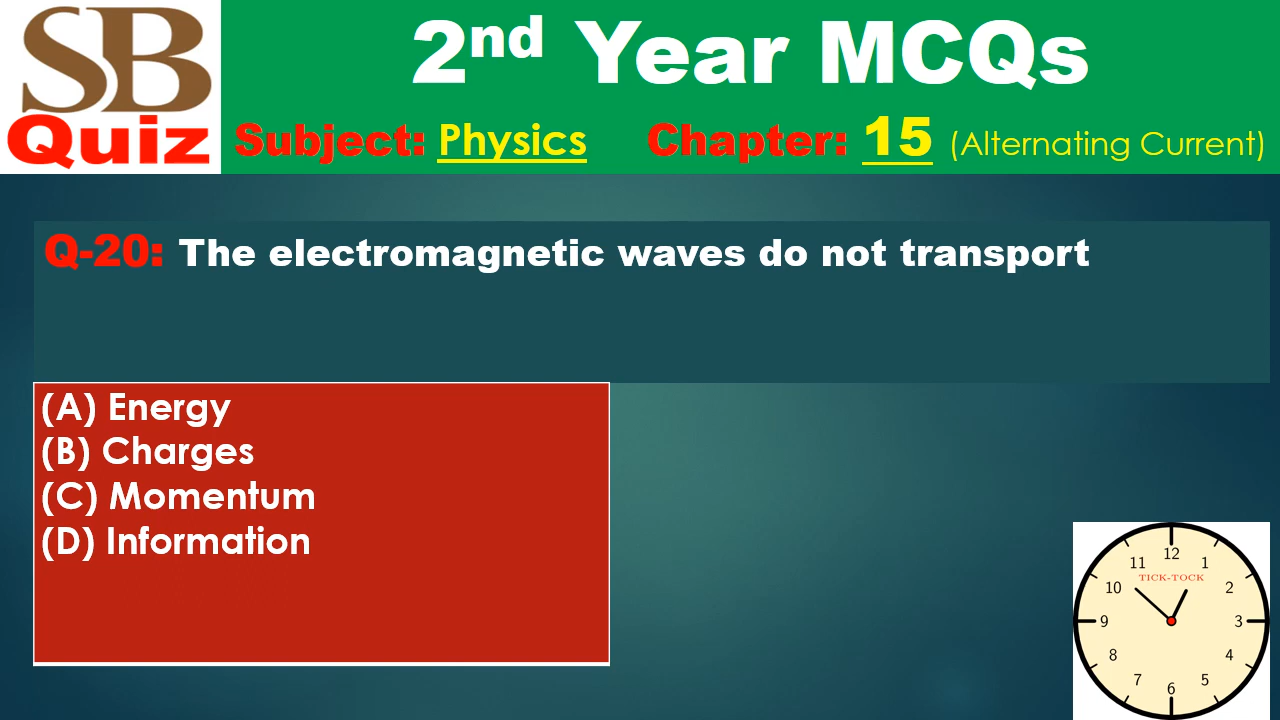 SB
Quiz
2nd Year MCQs
Subject: Physics Chapter: 15 (Alternating Current)
Q-20: The electromagnetic waves do not transport
(A) Energy
(B) Charges
(C) Momentum
(D) Information
12
11 1
TICK-TOCK
10 2
9 3
8 4
7 5
6